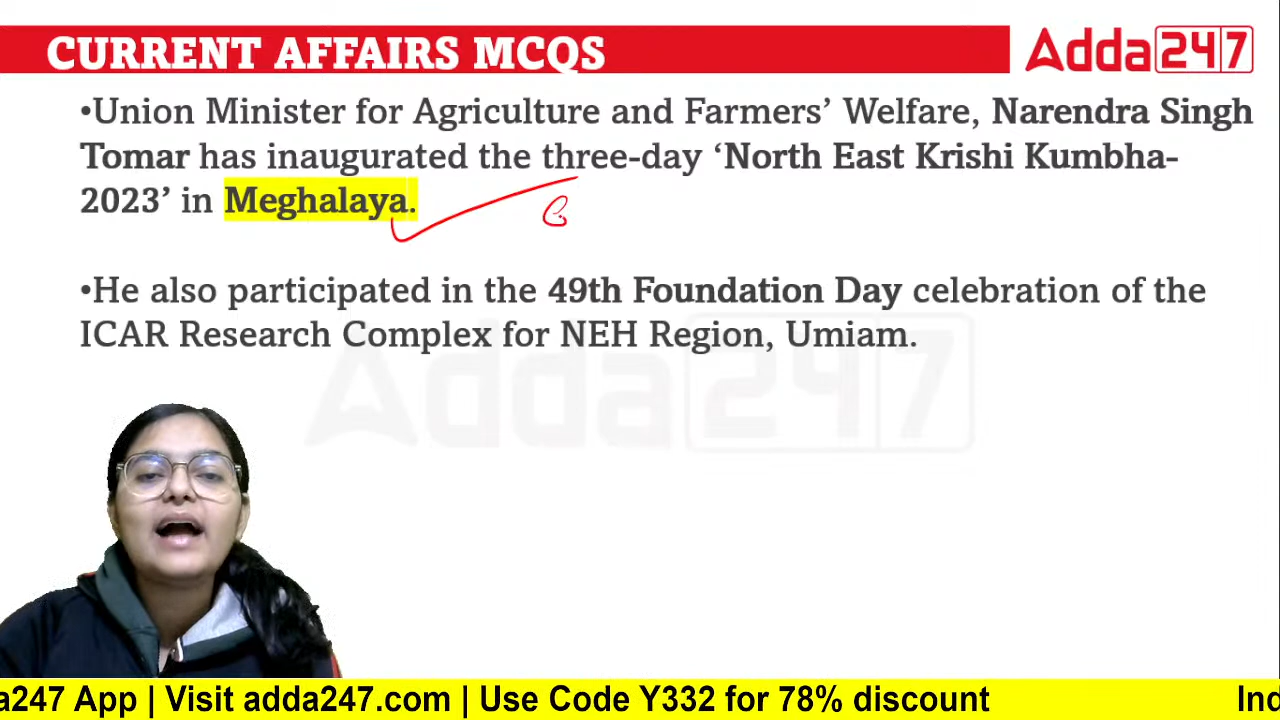 CURRENT AFFAIRS MCQS
Adda247
•Union Minister for Agriculture and Farmers’ Welfare, Narendra Singh
Tomar has inaugurated the three-day ‘North East Krishi Kumbha-
2023’ in Meghalaya.
•He also participated in the 49th Foundation Day celebration of the
ICAR Research Complex for NEH Region, Umiam.
Adda247
a247 App | Visit adda247.com | Use Code Y332 for 78% discount
Ind